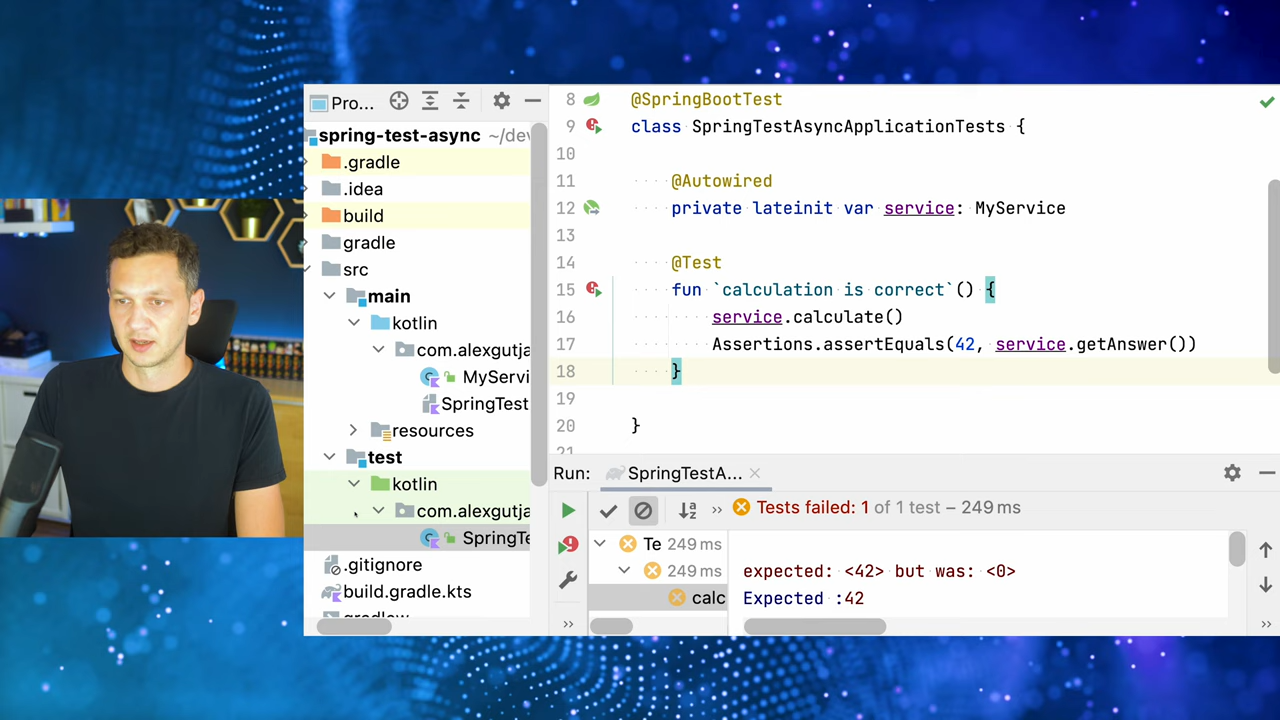 Pro...
spring-test-async ~/dev
.gradle
.idea
build
gradle
src
main
kotlin
com.alexgutja
MyServi
SpringTest
resources
test
kotlin
com.alexgutja
SpringTe
.gitignore
build.gradle.kts
gradlew
8 @SpringBootTest
9 class SpringTestAsyncApplicationTests {
10
11 @Autowired
12 private lateinit var service: MyService
13
14 @Test
15 fun `calculation is correct`() {
16 service.calculate()
17 Assertions.assertEquals(42, service.getAnswer())
18 }
19
20 }
21
Run: SpringTestA...
Tests failed: 1 of 1 test – 249 ms
Te 249 ms
249 ms
calc
expected: <42> but was: <0>
Expected :42